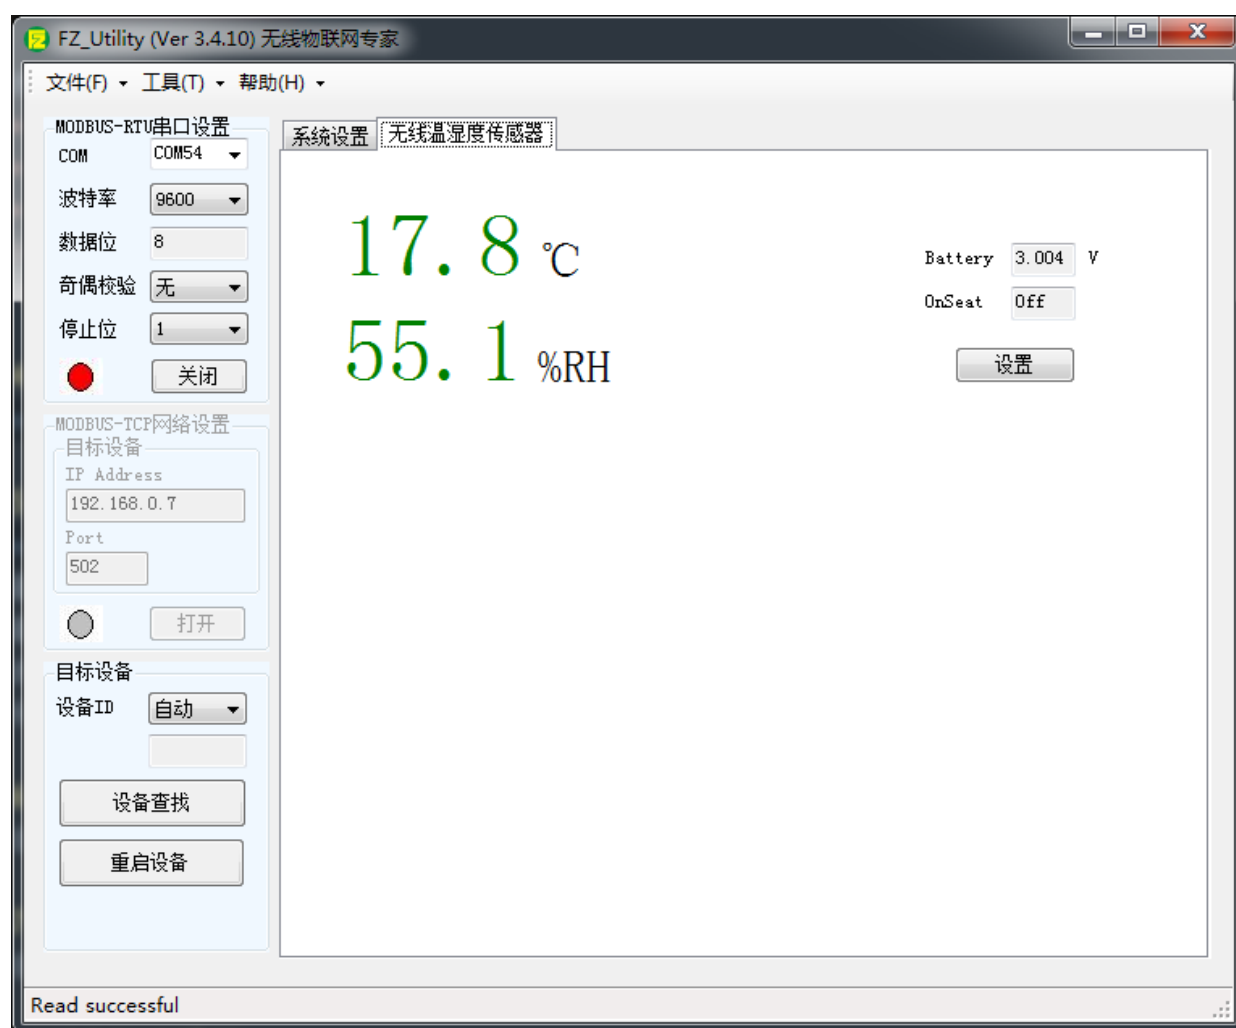 FZ_Utility (Ver 3.4.10) 无线物联网专家
文件(F) 工具(T) 帮助(H)
MODBUS-RTU串口设置
COM COM54
波特率 9600
数据位 8
奇偶校验 无
停止位 1
关闭
MODBUS-TCP网络设置
目标设备
IP Address
192.168.0.7
Port
502
打开
目标设备
设备ID 自动
设备查找
重启设备
系统设置 无线温湿度传感器
17.8 ℃
55.1 %RH
Battery 3.004 V
OnSeat Off
设置
Read successful